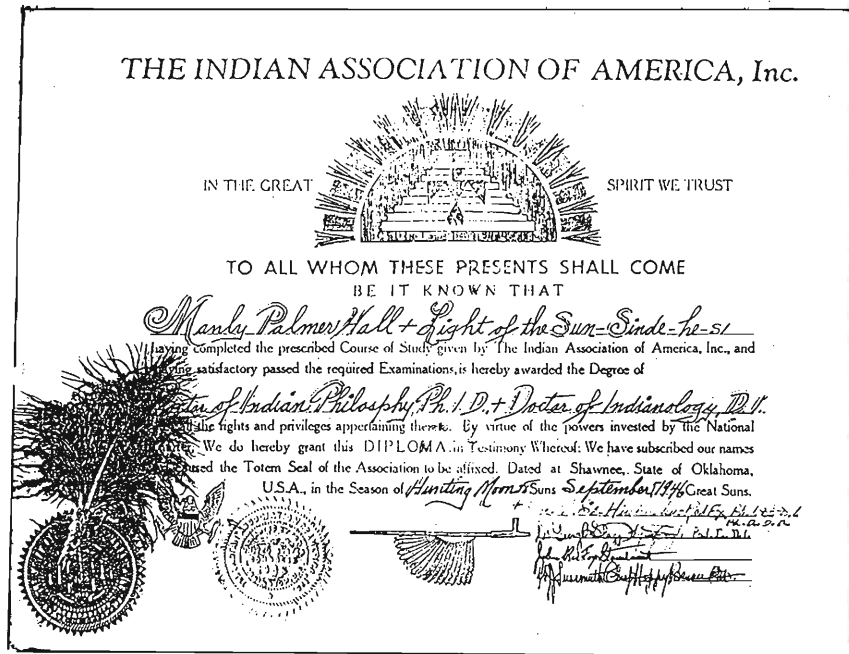 THE INDIAN ASSOCIATION OF AMERICA, Inc.
IN THE GREAT SPIRIT WE TRUST
TO ALL WHOM THESE PRESENTS SHALL COME
BE IT KNOWN THAT
Manly Palmer Hall + Light of the Sun-Sinde-he-si
having completed the prescribed Course of Study given by The Indian Association of America, Inc., and
satisfactory passed the required Examinations, is hereby awarded the Degree of
of Indian Philosphy, Ph. I. D. + Doctor of Indianology,
the rights and privileges appertaining thereto. By virtue of the powers invested by the National
We do hereby grant this DIPLOMA in Testimony Whereof: We have subscribed our names
the Totem Seal of the Association to be affixed. Dated at Shawnee, State of Oklahoma,
U.S.A., in the Season of Hunting Moon Suns September, 1946 Great Suns.